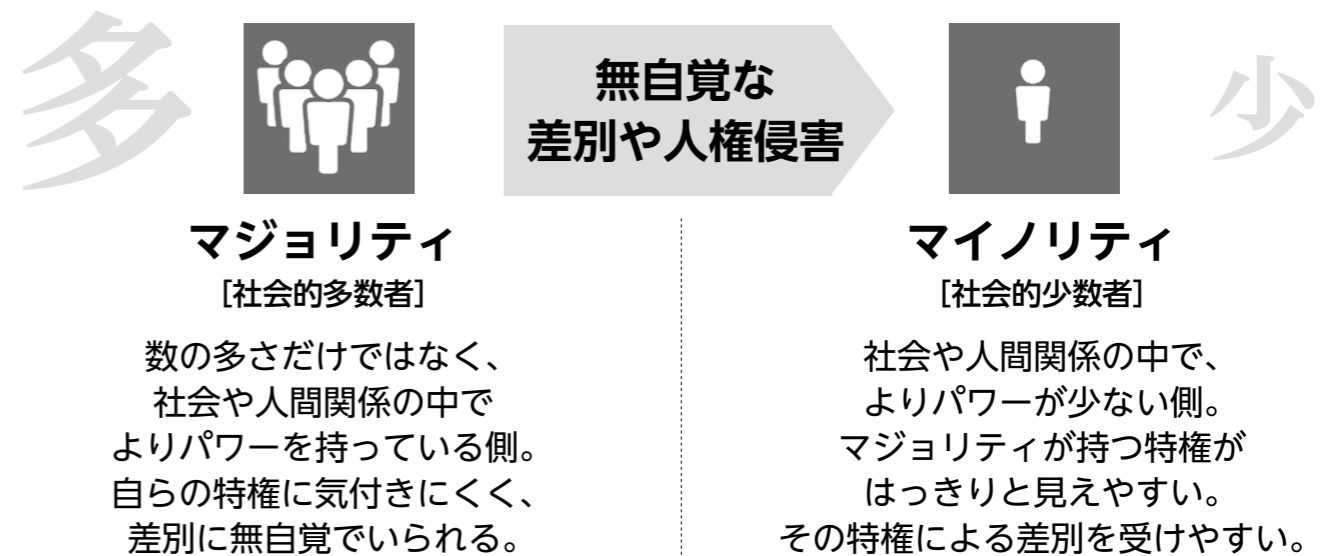 多
無自覚な
差別や人権侵害
少
マジョリティ
［社会的多数者］
数の多さだけではなく、
社会や人間関係の中で
よりパワーを持っている側。
自らの特権に気付きにくく、
差別に無自覚でいられる。
マイノリティ
［社会的少数者］
社会や人間関係の中で、
よりパワーが少ない側。
マジョリティが持つ特権が
はっきりと見えやすい。
その特権による差別を受けやすい。